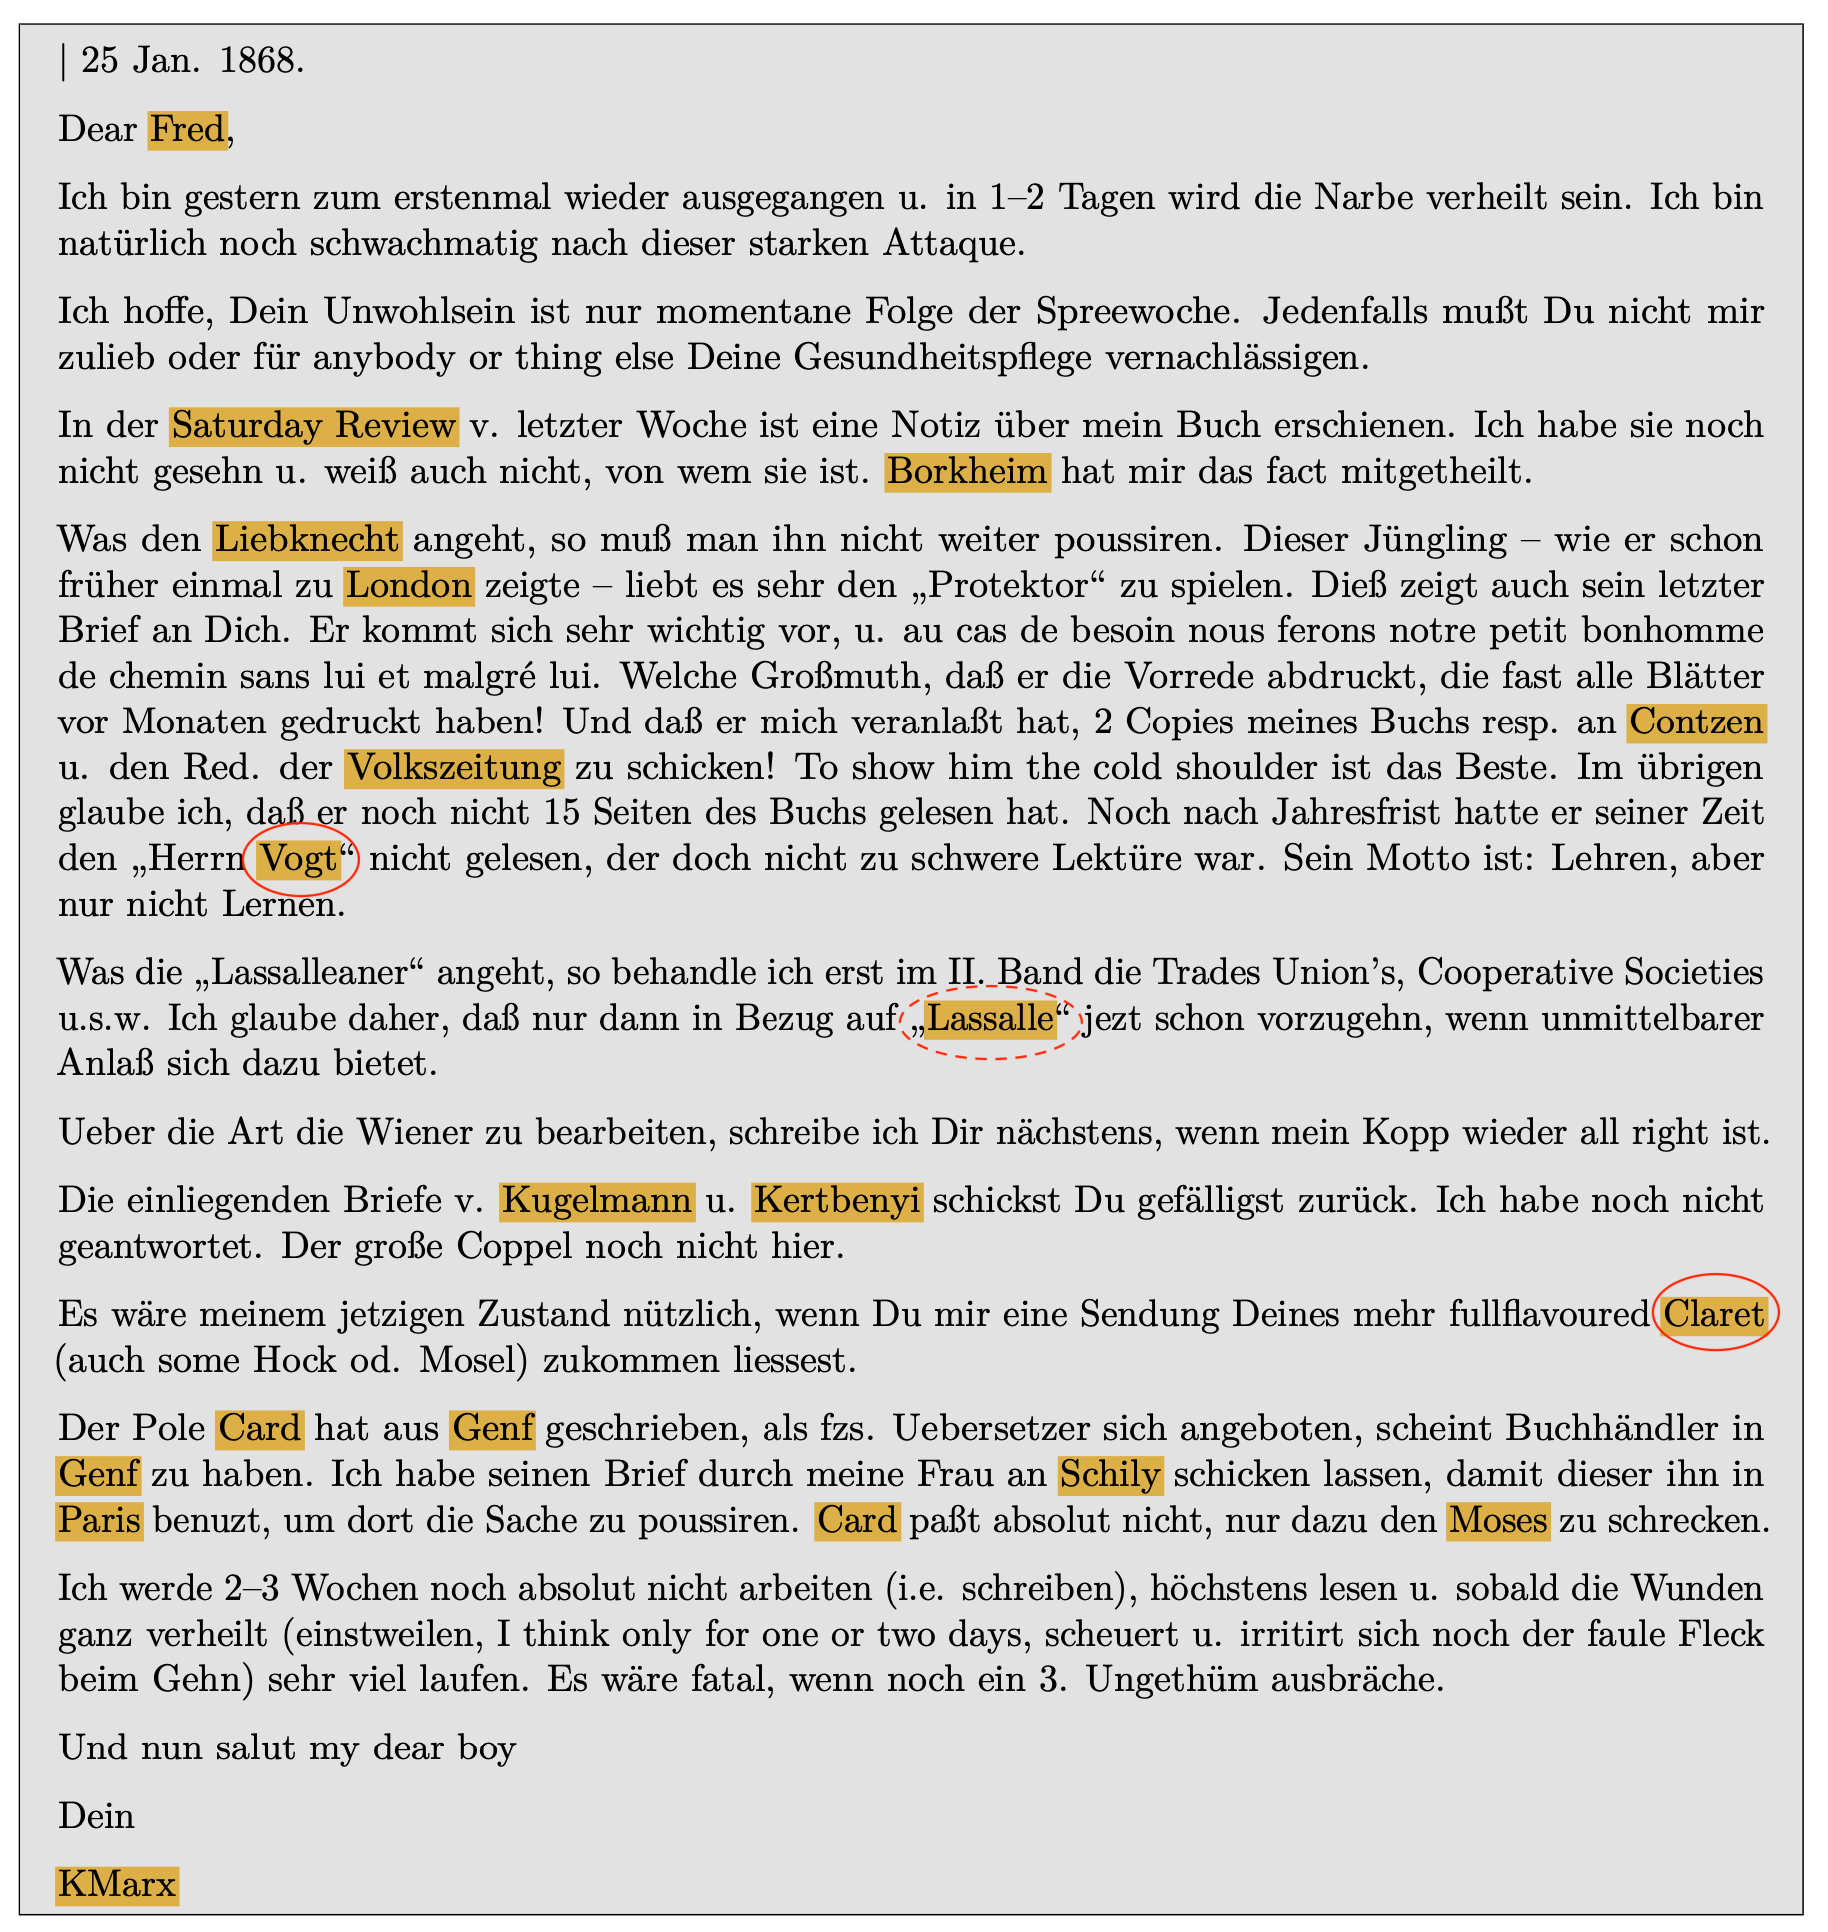 | 25 Jan. 1868.
Dear Fred,
Ich bin gestern zum erstenmal wieder ausgegangen u. in 1–2 Tagen wird die Narbe verheilt sein. Ich bin
natürlich noch schwachmatig nach dieser starken Attaque.
Ich hoffe, Dein Unwohlsein ist nur momentane Folge der Spreewoche. Jedenfalls mußt Du nicht mir
zulieb oder für anybody or thing else Deine Gesundheitspflege vernachlässigen.
In der Saturday Review v. letzter Woche ist eine Notiz über mein Buch erschienen. Ich habe sie noch
nicht gesehn u. weiß auch nicht, von wem sie ist. Borkheim hat mir das fact mitgetheilt.
Was den Liebknecht angeht, so muß man ihn nicht weiter poussiren. Dieser Jüngling – wie er schon
früher einmal zu London zeigte – liebt es sehr den „Protektor“ zu spielen. Dieß zeigt auch sein letzter
Brief an Dich. Er kommt sich sehr wichtig vor, u. au cas de besoin nous ferons notre petit bonhomme
de chemin sans lui et malgré lui. Welche Großmuth, daß er die Vorrede abdruckt, die fast alle Blätter
vor Monaten gedruckt haben! Und daß er mich veranlaßt hat, 2 Copies meines Buchs resp. an Contzen
u. den Red. der Volkszeitung zu schicken! To show him the cold shoulder ist das Beste. Im übrigen
glaube ich, daß er noch nicht 15 Seiten des Buchs gelesen hat. Noch nach Jahresfrist hatte er seiner Zeit
den „Herrn Vogt“ nicht gelesen, der doch nicht zu schwere Lektüre war. Sein Motto ist: Lehren, aber
nur nicht Lernen.
Was die „Lassalleaner“ angeht, so behandle ich erst im II. Band die Trades Union's, Cooperative Societies
u.s.w. Ich glaube daher, daß nur dann in Bezug auf „Lassalle“ jezt schon vorzugehn, wenn unmittelbarer
Anlaß sich dazu bietet.
Ueber die Art die Wiener zu bearbeiten, schreibe ich Dir nächstens, wenn mein Kopp wieder all right ist.
Die einliegenden Briefe v. Kugelmann u. Kertbenyi schickst Du gefälligst zurück. Ich habe noch nicht
geantwortet. Der große Coppel noch nicht hier.
Es wäre meinem jetzigen Zustand nützlich, wenn Du mir eine Sendung Deines mehr fullflavoured Claret
(auch some Hock od. Mosel) zukommen liessest.
Der Pole Card hat aus Genf geschrieben, als fzs. Uebersetzer sich angeboten, scheint Buchhändler in
Genf zu haben. Ich habe seinen Brief durch meine Frau an Schily schicken lassen, damit dieser ihn in
Paris benuzt, um dort die Sache zu poussiren. Card paßt absolut nicht, nur dazu den Moses zu schrecken.
Ich werde 2–3 Wochen noch absolut nicht arbeiten (i.e. schreiben), höchstens lesen u. sobald die Wunden
ganz verheilt (einstweilen, I think only for one or two days, scheuert u. irritirt sich noch der faule Fleck
beim Gehn) sehr viel laufen. Es wäre fatal, wenn noch ein 3. Ungethüm ausbräche.
Und nun salut my dear boy
Dein
KMarx